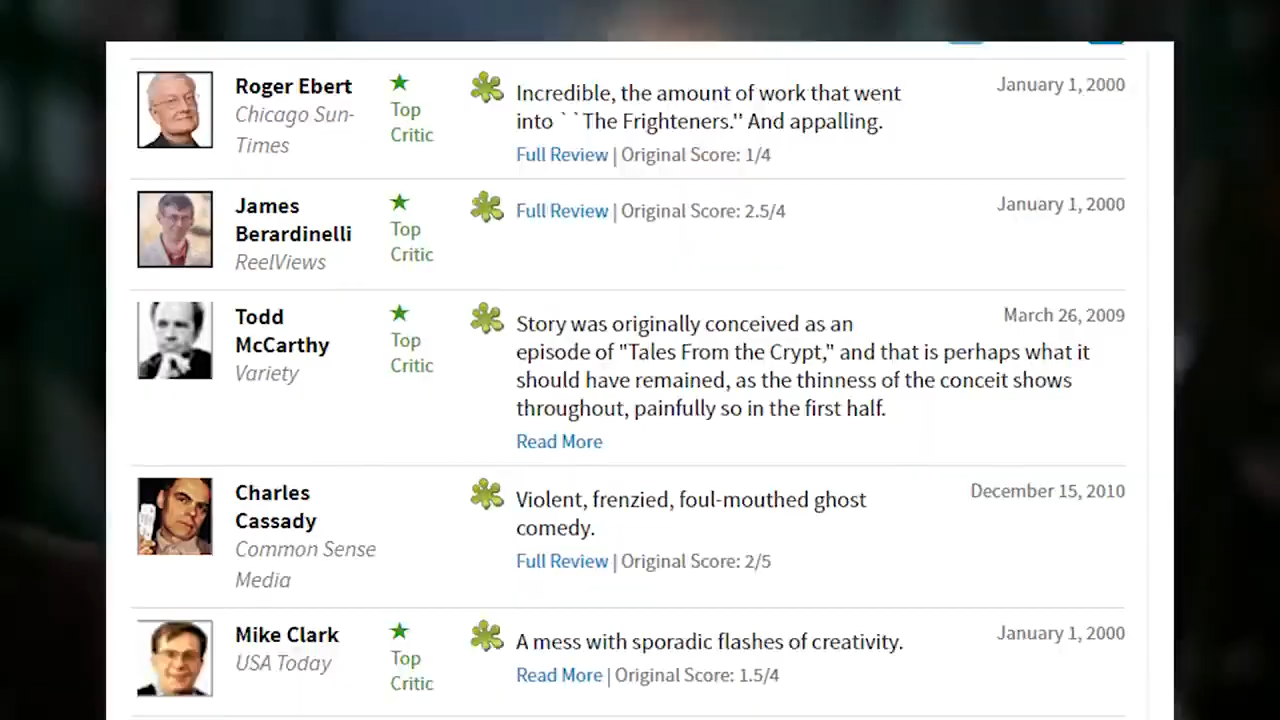 Roger Ebert
Chicago Sun-
Times
★
Top
Critic
Incredible, the amount of work that went
into ``The Frighteners.'' And appalling.
Full Review | Original Score: 1/4
January 1, 2000
James
Berardinelli
ReelViews
★
Top
Critic
Full Review | Original Score: 2.5/4
January 1, 2000
Todd
McCarthy
Variety
★
Top
Critic
Story was originally conceived as an
episode of "Tales From the Crypt," and that is perhaps what it
should have remained, as the thinness of the conceit shows
throughout, painfully so in the first half.
Read More
March 26, 2009
Charles
Cassady
Common Sense
Media
Violent, frenzied, foul-mouthed ghost
comedy.
Full Review | Original Score: 2/5
December 15, 2010
Mike Clark
USA Today
★
Top
Critic
A mess with sporadic flashes of creativity.
Read More | Original Score: 1.5/4
January 1, 2000